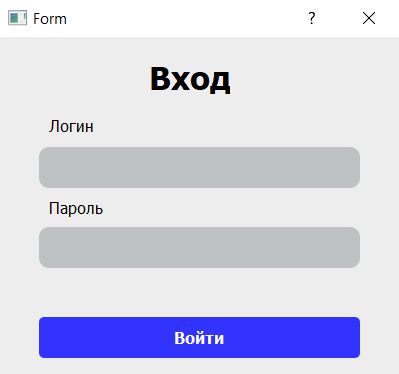 Form ?
Вход
Логин
Пароль
Войти